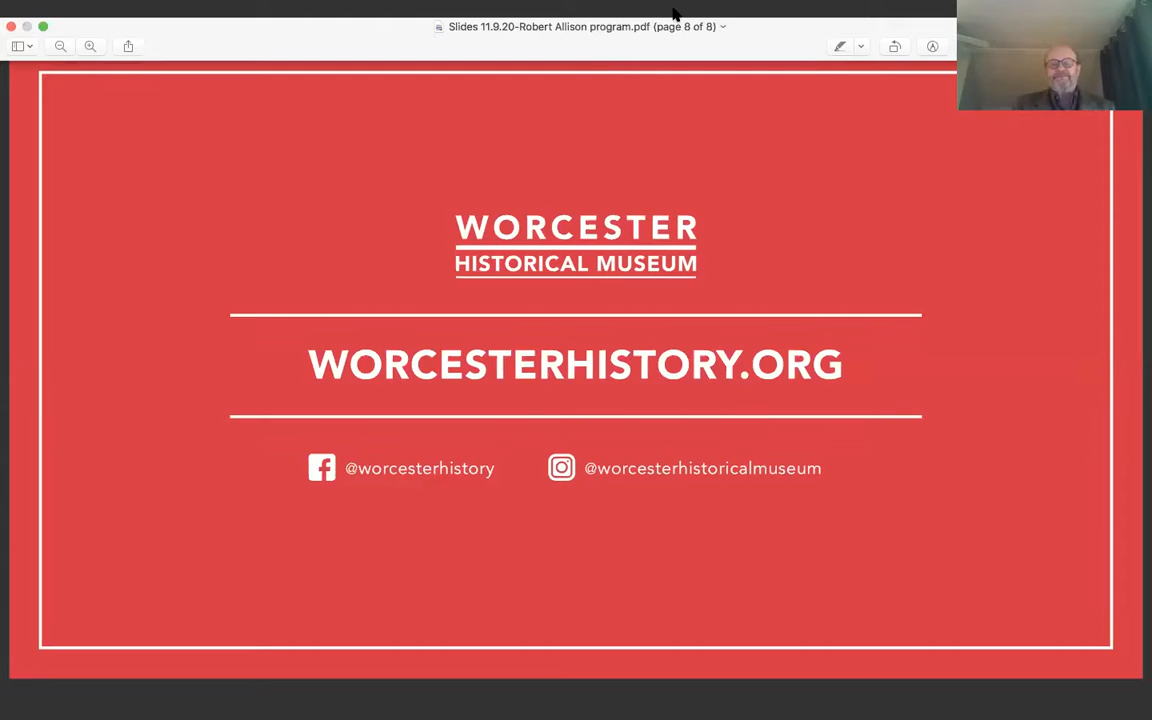 Slides 11.9.20-Robert Allison program.pdf (page 8 of 8)
WORCESTER
HISTORICAL MUSEUM
WORCESTERHISTORY.ORG
@worcesterhistory @worcesterhistoricalmuseum